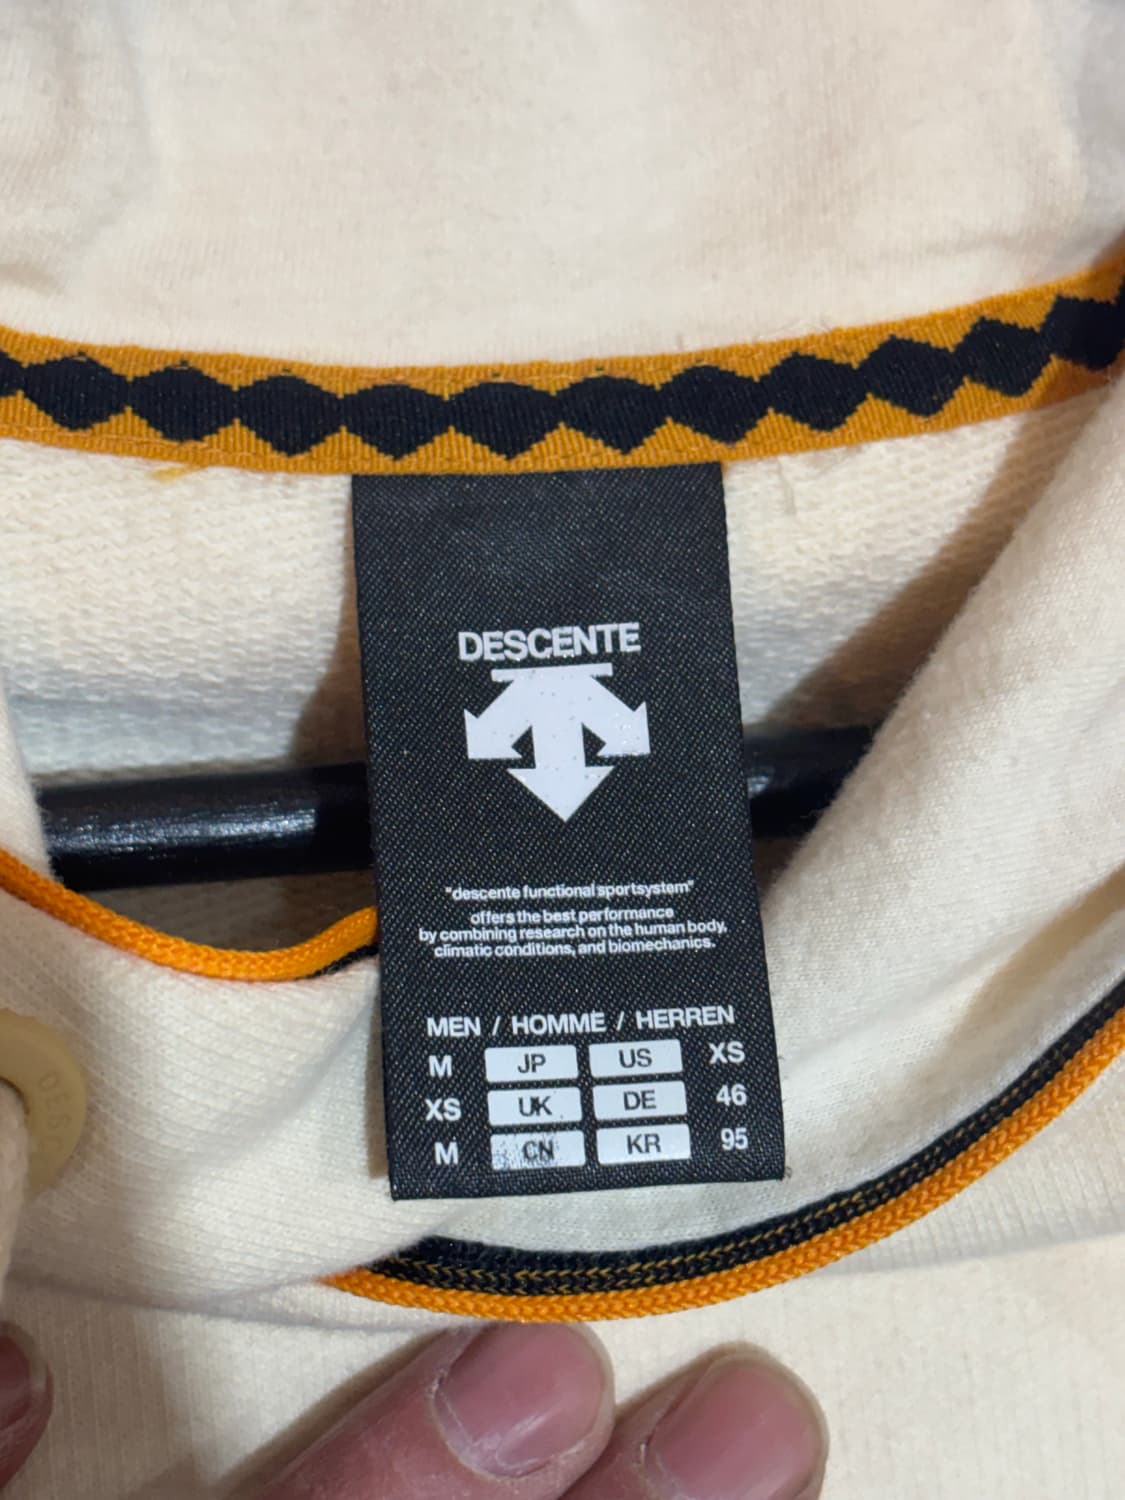 DESCENTE
"descente functional sportsystem"
offers the best performance
by combining research on the human body,
climatic conditions, and biomechanics.
MEN / HOMME / HERREN
M JP US XS
XS UK DE 46
M CN KR 95